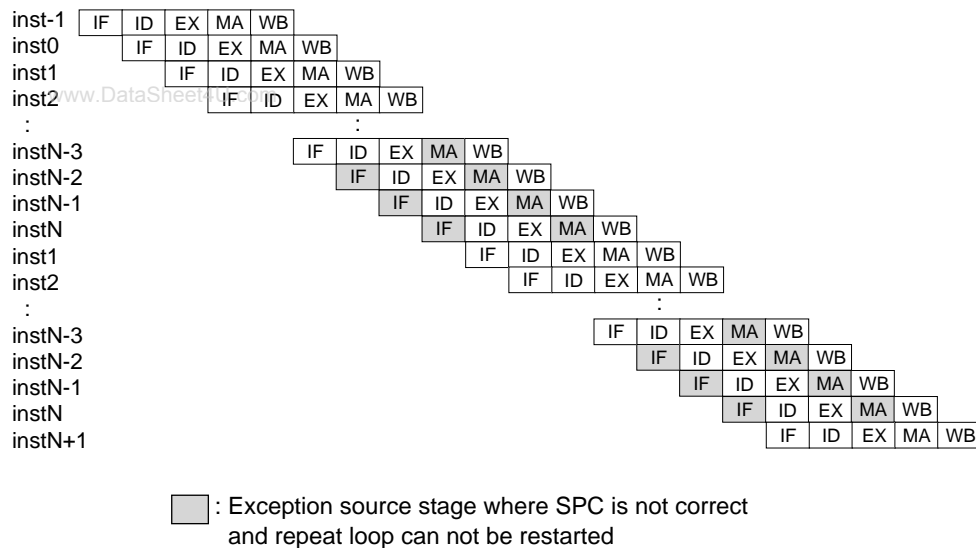 inst-1 IF ID EX MA WB
inst0 IF ID EX MA WB
inst1 IF ID EX MA WB
www.DataSheet4U.com
inst2 IF ID EX MA WB
: :
instN-3 IF ID EX MA WB
instN-2 IF ID EX MA WB
instN-1 IF ID EX MA WB
instN IF ID EX MA WB
inst1 IF ID EX MA WB
inst2 IF ID EX MA WB
: :
instN-3 IF ID EX MA WB
instN-2 IF ID EX MA WB
instN-1 IF ID EX MA WB
instN IF ID EX MA WB
instN+1 IF ID EX MA WB
: Exception source stage where SPC is not correct
and repeat loop can not be restarted